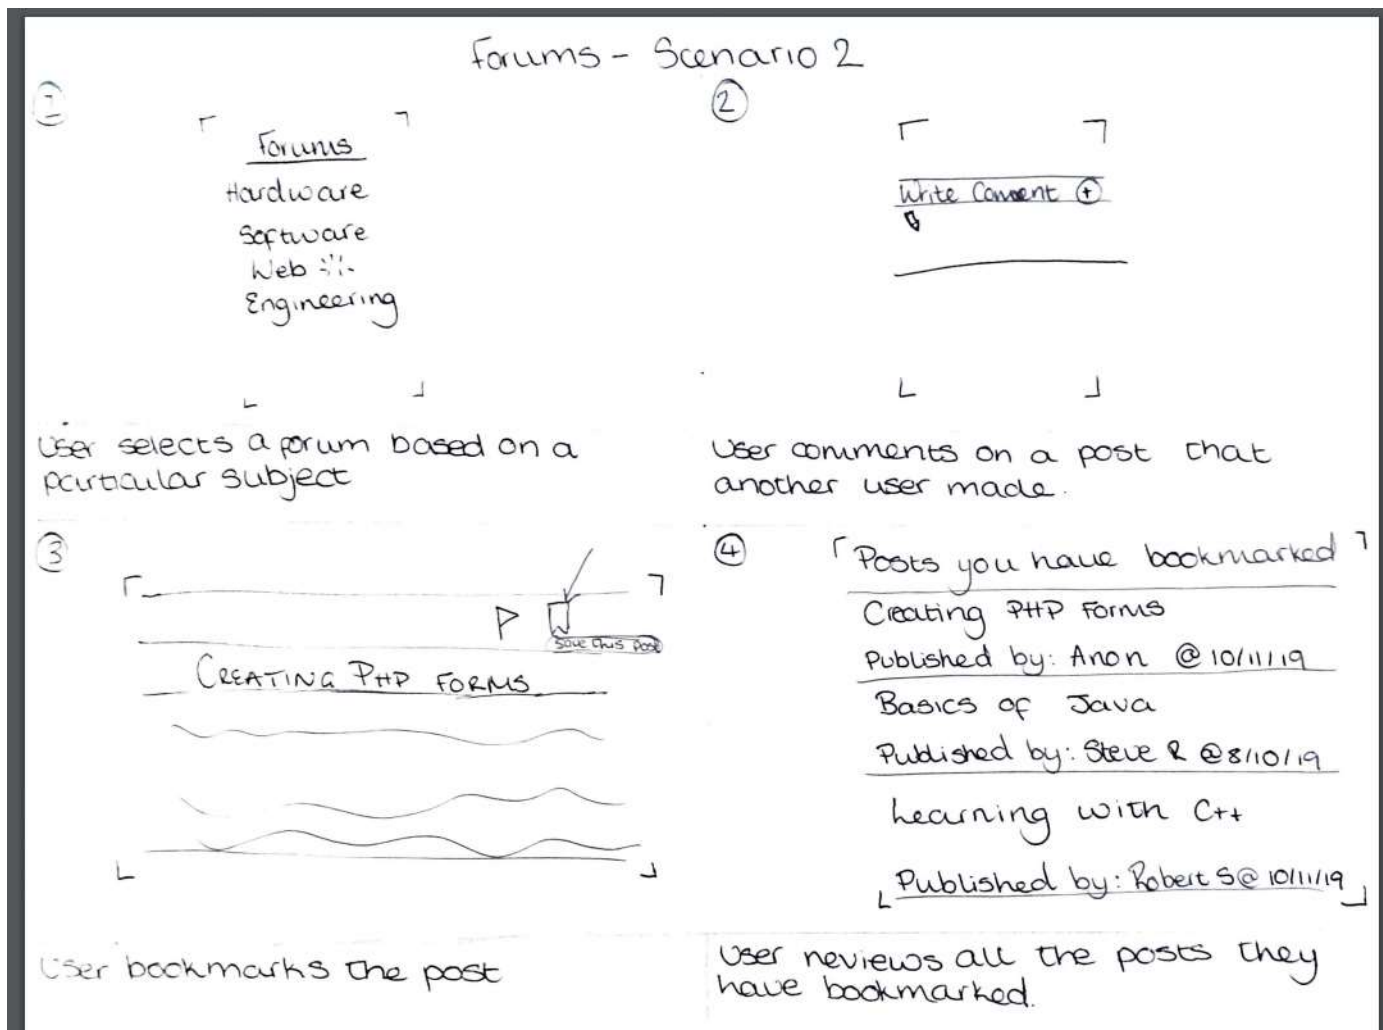 Forums - Scenario 2
1
Forums
Hardware
Software
Web
Engineering
User selects a forum based on a
particular subject
2
Write Comment +
User comments on a post that
another user made.
3
Save this post
CREATING PHP FORMS
User bookmarks the post
4
Posts you have bookmarked
Creating PHP Forms
Published by: Anon @ 10/11/19
Basics of Java
Published by: Steve R @ 8/10/19
Learning with C++
Published by: Robert S @ 10/11/19
User reviews all the posts they
have bookmarked.